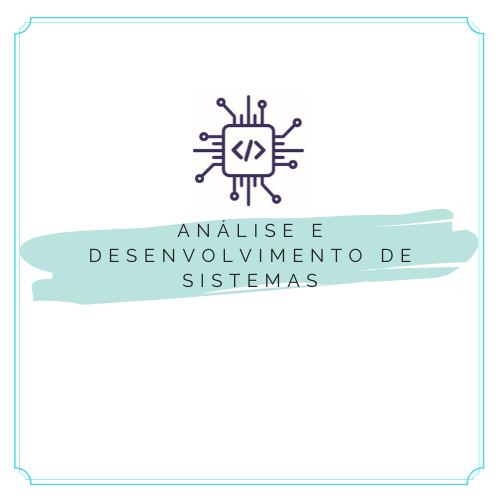 ANÁLISE E
DESENVOLVIMENTO DE
SISTEMAS